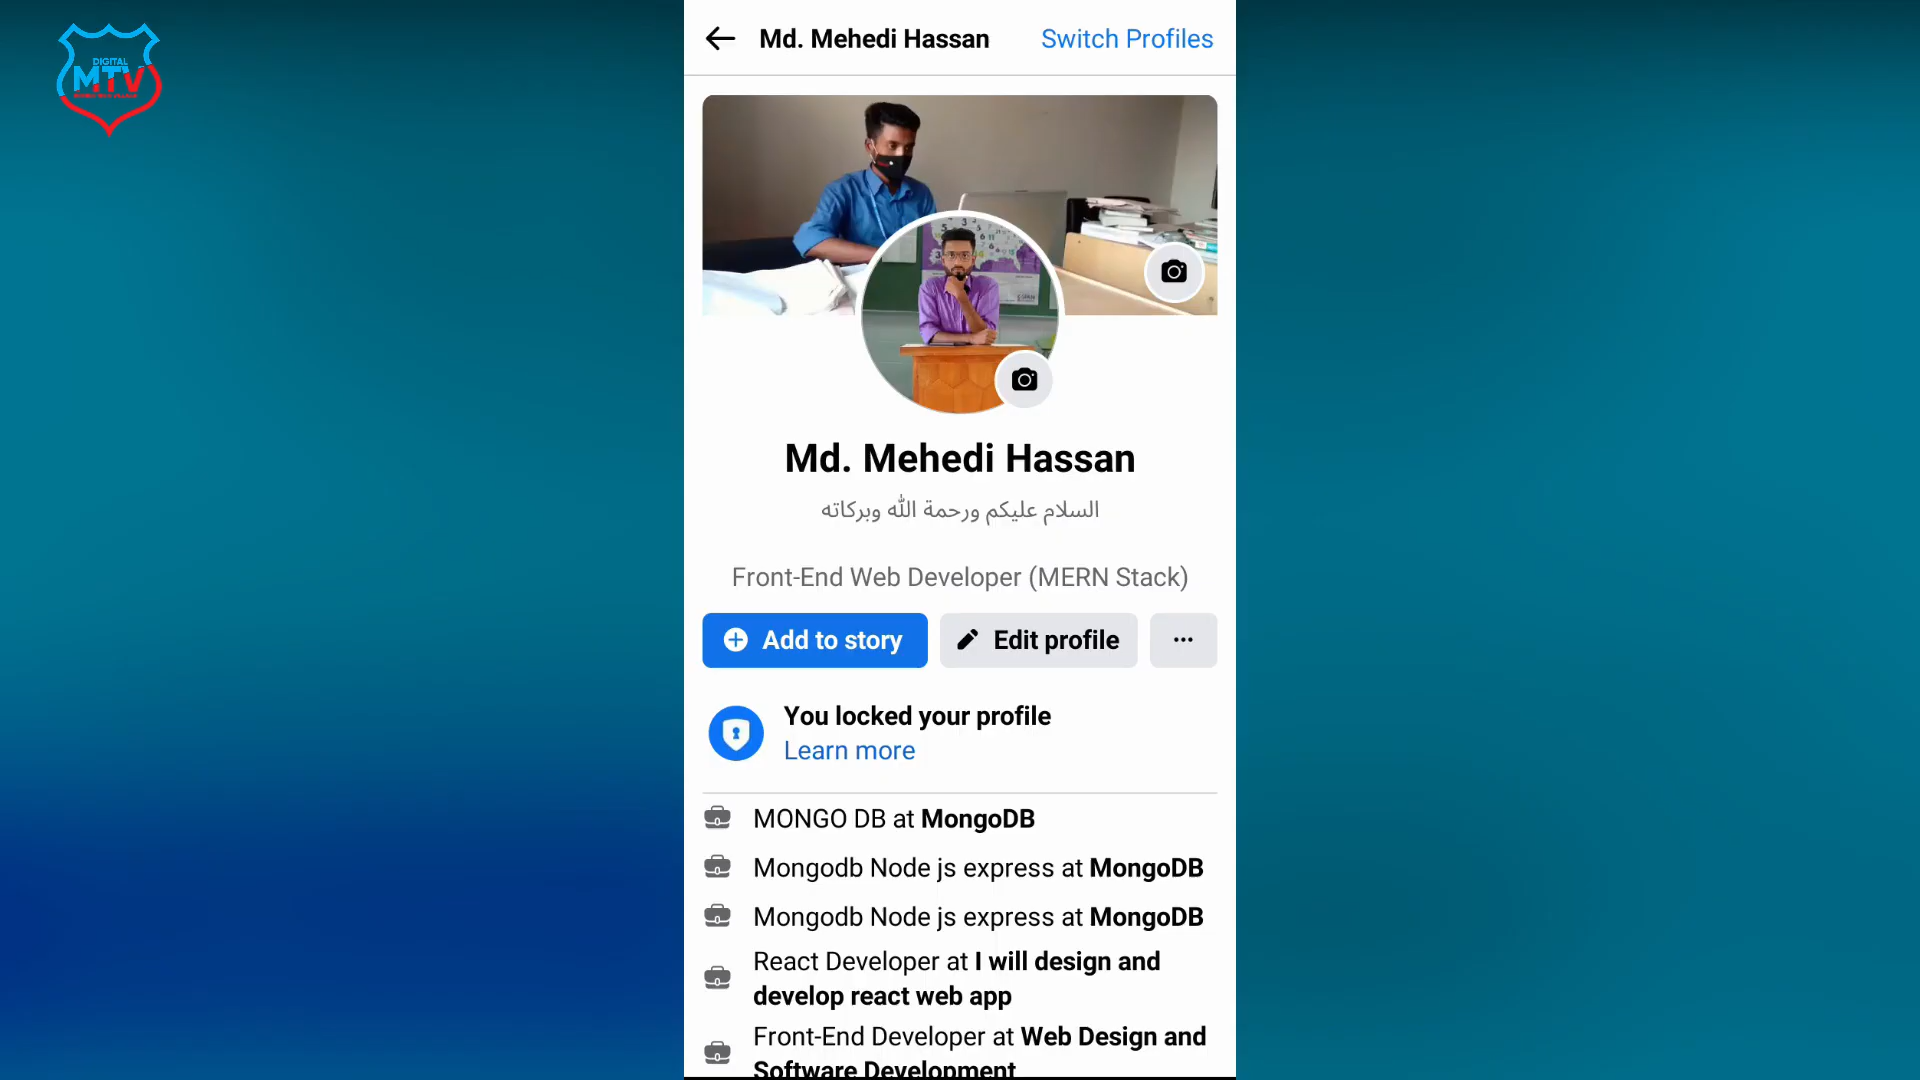 DIGITAL
MTV
Md. Mehedi Hassan
Switch Profiles
Md. Mehedi Hassan
السلام عليكم ورحمة الله وبركاته
Front-End Web Developer (MERN Stack)
Add to story
Edit profile
You locked your profile
Learn more
MONGO DB at MongoDB
Mongodb Node js express at MongoDB
Mongodb Node js express at MongoDB
React Developer at I will design and
develop react web app
Front-End Developer at Web Design and
Software Development